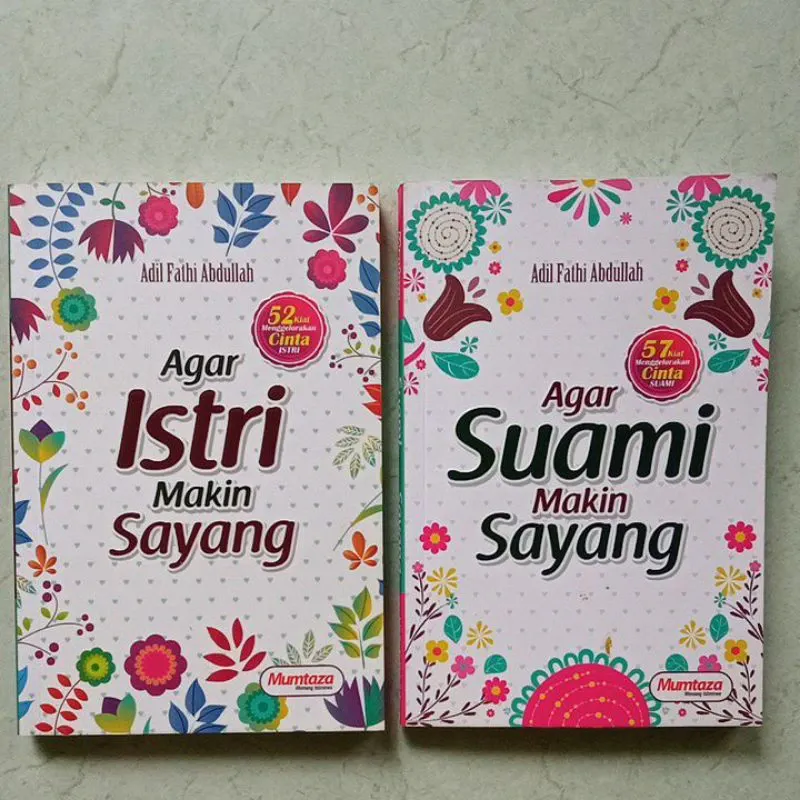 Adil Fathi Abdullah
52 Kiat
Menggelorakan
Cinta
ISTRI
Agar
Istri
Makin
Sayang
Mumtaza
Adil Fathi Abdullah
57 Kiat
Menggelorakan
Cinta
SUAMI
Agar
Suami
Makin
Sayang
Mumtaza